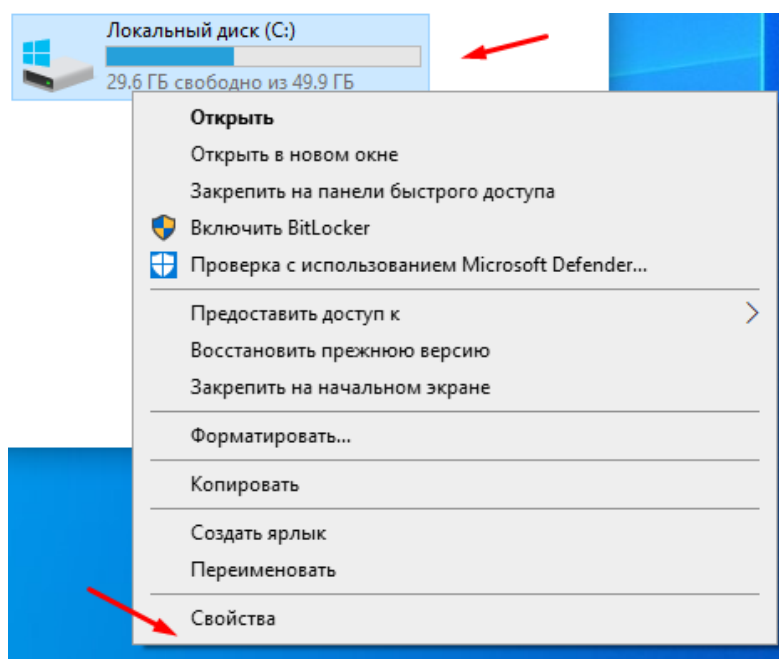 Локальный диск (C:)
29.6 ГБ свободно из 49.9 ГБ
Открыть
Открыть в новом окне
Закрепить на панели быстрого доступа
Включить BitLocker
Проверка с использованием Microsoft Defender...
Предоставить доступ к
Восстановить прежнюю версию
Закрепить на начальном экране
Форматировать...
Копировать
Создать ярлык
Переименовать
Свойства